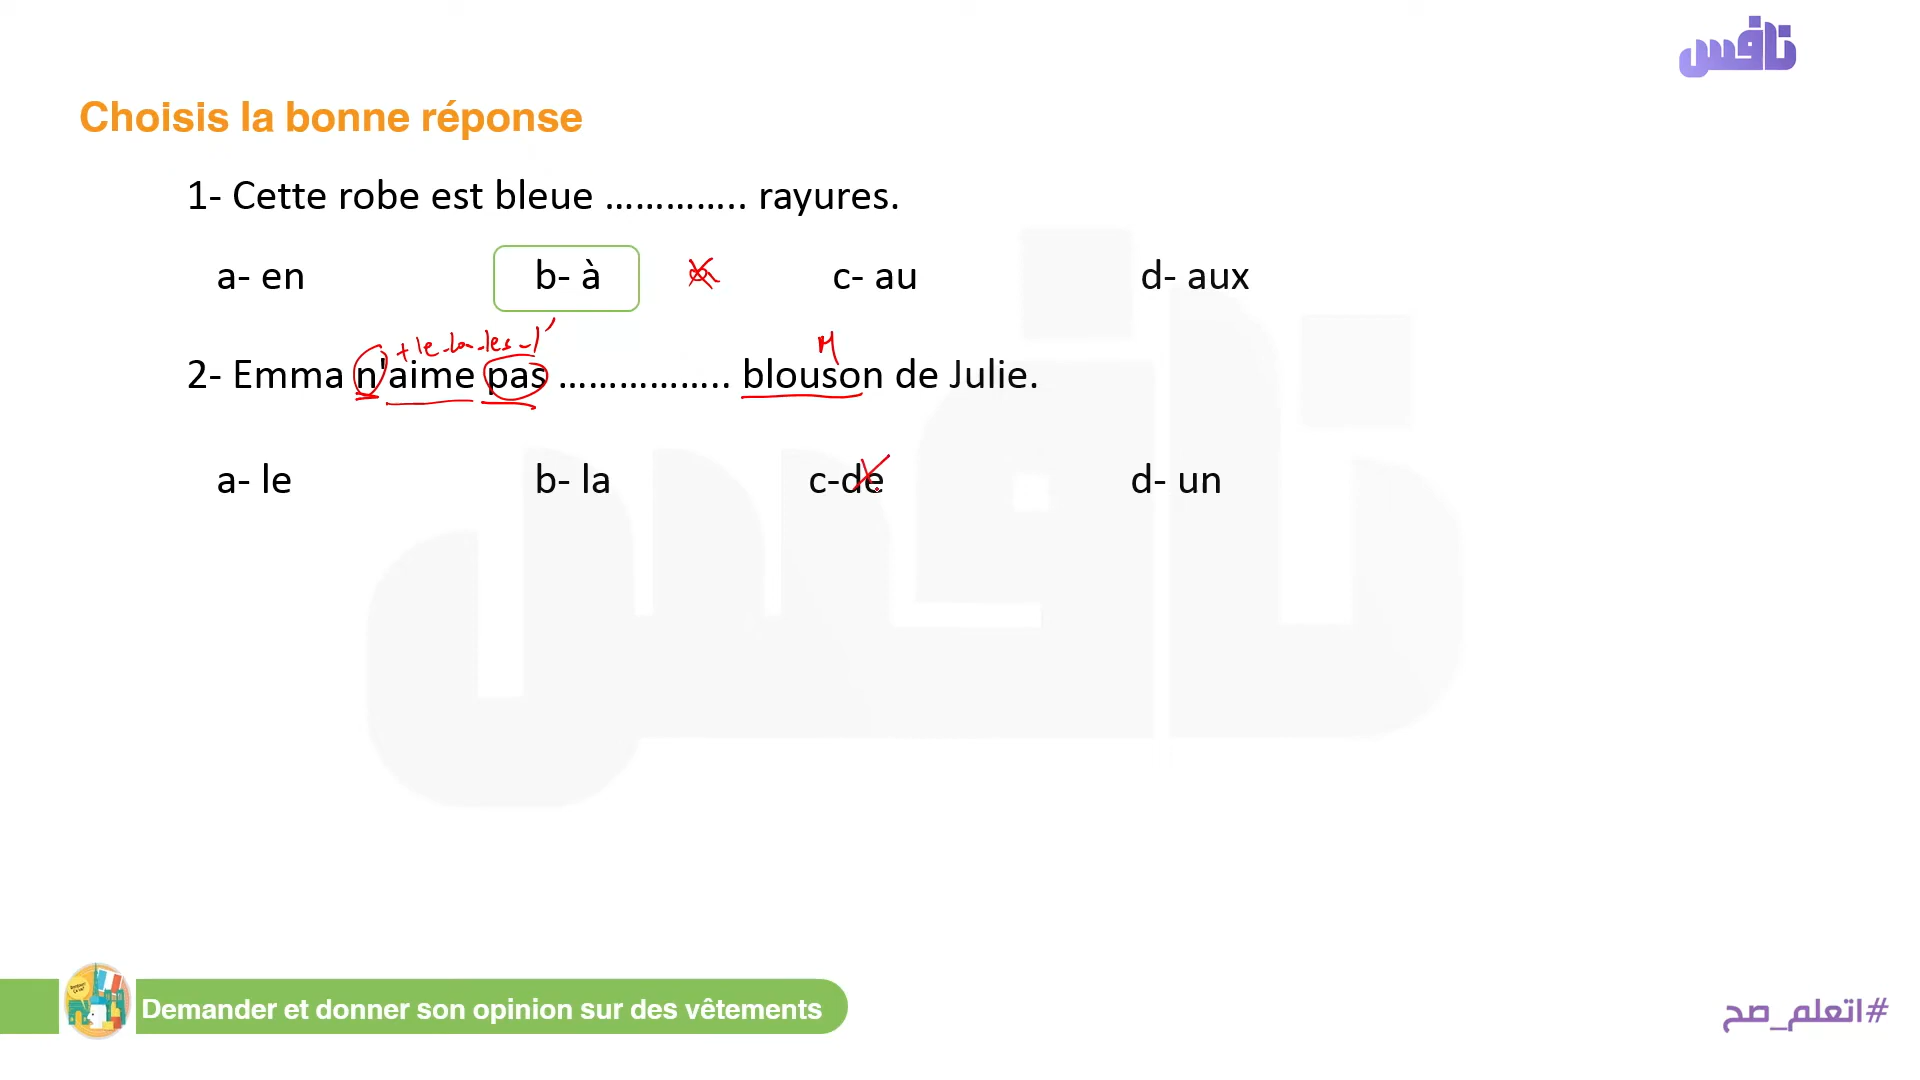 نافس
Choisis la bonne réponse
1- Cette robe est bleue ………….. rayures.
a- en b- à c- au d- aux
+ le - la - les - l'
M
2- Emma n'aime pas …………….. blouson de Julie.
a- le b- la c-de d- un
Demander et donner son opinion sur des vêtements
#اتعلم_صح